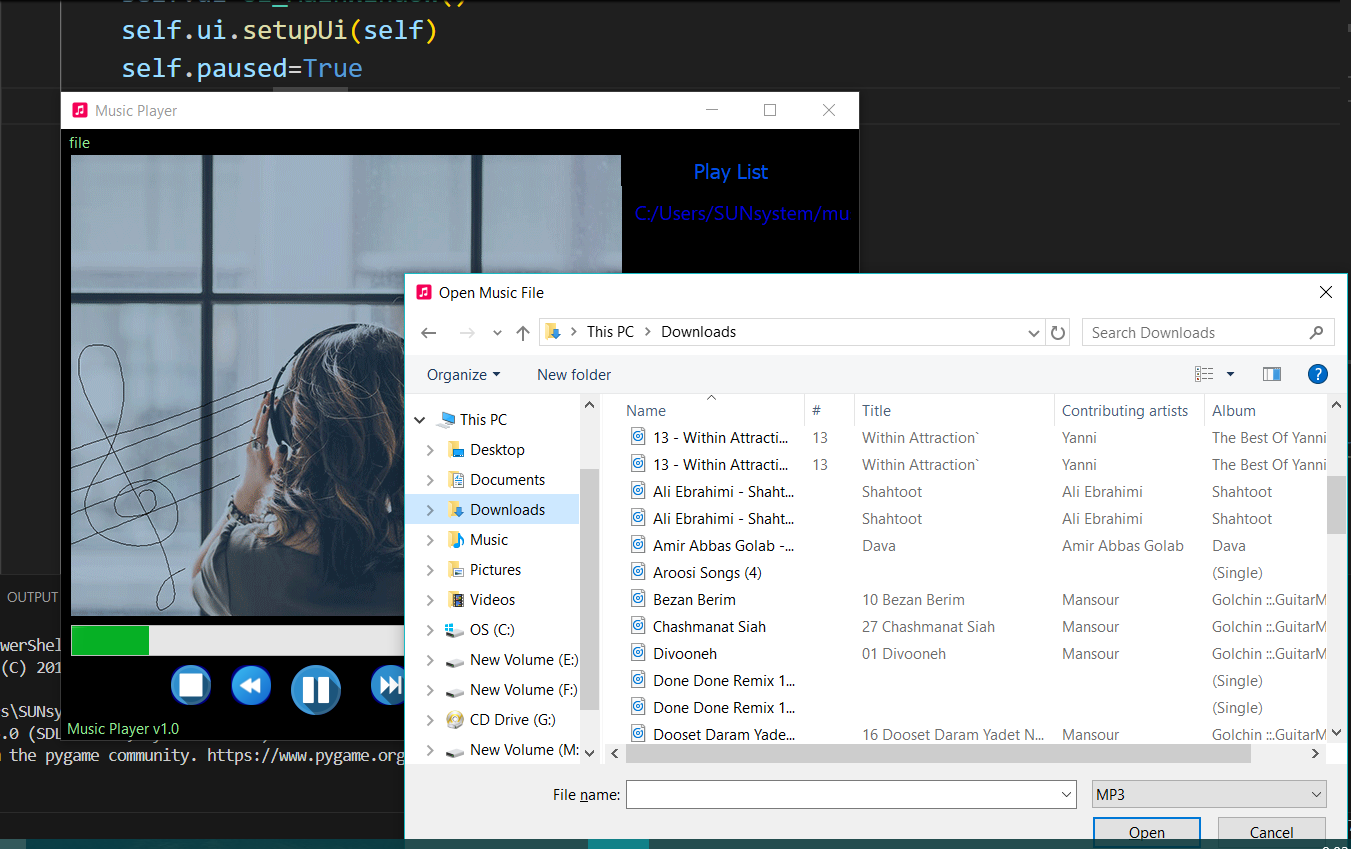 self.ui.setupUi(self)
self.paused=True
Music Player
file
Play List
C:/Users/SUNsystem/mu
Open Music File
This PC > Downloads
Search Downloads
Organize
New folder
This PC
Desktop
Documents
Downloads
Music
Pictures
Videos
OS (C:)
New Volume (E:)
New Volume (F:)
CD Drive (G:)
New Volume (M:
Name # Title Contributing artists Album
13 - Within Attracti... 13 Within Attraction` Yanni The Best Of Yanni
13 - Within Attracti... 13 Within Attraction` Yanni The Best Of Yanni
Ali Ebrahimi - Shaht... Shahtoot Ali Ebrahimi Shahtoot
Ali Ebrahimi - Shaht... Shahtoot Ali Ebrahimi Shahtoot
Amir Abbas Golab -... Dava Amir Abbas Golab Dava
Aroosi Songs (4) (Single)
Bezan Berim 10 Bezan Berim Mansour Golchin ::.GuitarM
Chashmanat Siah 27 Chashmanat Siah Mansour Golchin ::.GuitarM
Divooneh 01 Divooneh Mansour Golchin ::.GuitarM
Done Done Remix 1... (Single)
Done Done Remix 1... (Single)
Dooset Daram Yade... 16 Dooset Daram Yadet N... Mansour Golchin ::.GuitarM
File name:
MP3
Open
Cancel
OUTPUT
owerShel
(C) 201
s\SUNsy
.0 (SDL
the pygame community. https://www.pygame.org
Music Player v1.0